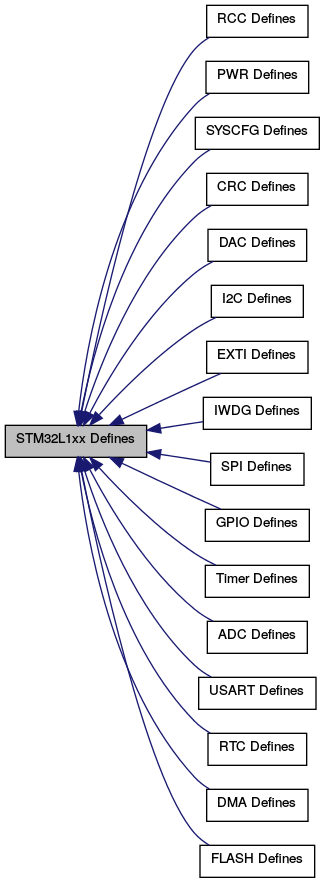 RCC Defines
PWR Defines
SYSCFG Defines
CRC Defines
DAC Defines
I2C Defines
EXTI Defines
IWDG Defines
STM32L1xx Defines
SPI Defines
GPIO Defines
Timer Defines
ADC Defines
USART Defines
RTC Defines
DMA Defines
FLASH Defines